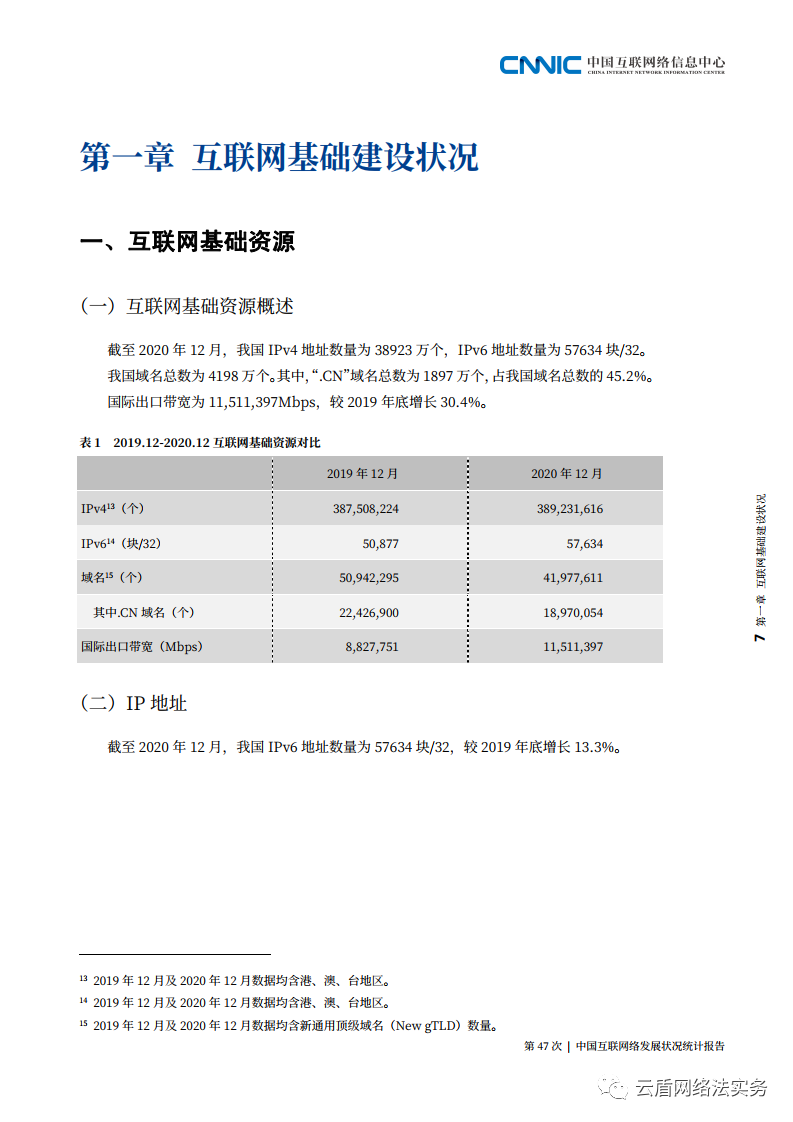 CNNIC 中国互联网络信息中心
CHINA INTERNET NETWORK INFORMATION CENTER
第一章 互联网基础建设状况
一、互联网基础资源
（一）互联网基础资源概述
截至 2020 年 12 月，我国 IPv4 地址数量为 38923 万个，IPv6 地址数量为 57634 块/32。
我国域名总数为 4198 万个。其中，“.CN”域名总数为 1897 万个，占我国域名总数的 45.2%。
国际出口带宽为 11,511,397Mbps，较 2019 年底增长 30.4%。
表 1 2019.12-2020.12 互联网基础资源对比
2019 年 12 月 2020 年 12 月
IPv4¹³（个） 387,508,224 389,231,616
IPv6¹⁴（块/32） 50,877 57,634
域名¹⁵（个） 50,942,295 41,977,611
其中.CN 域名（个） 22,426,900 18,970,054
国际出口带宽（Mbps） 8,827,751 11,511,397
（二）IP 地址
截至 2020 年 12 月，我国 IPv6 地址数量为 57634 块/32，较 2019 年底增长 13.3%。
7 第一章 互联网基础建设状况
¹³ 2019 年 12 月及 2020 年 12 月数据均含港、澳、台地区。
¹⁴ 2019 年 12 月及 2020 年 12 月数据均含港、澳、台地区。
¹⁵ 2019 年 12 月及 2020 年 12 月数据均含新通用顶级域名（New gTLD）数量。
第 47 次 | 中国互联网络发展状况统计报告
云盾网络法实务